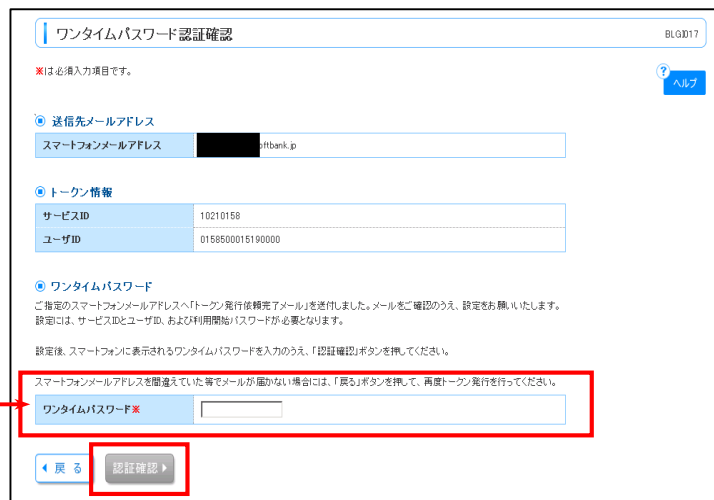 ワンタイムパスワード認証確認
BLGI017
※は必須入力項目です。
?
ヘルプ
送信先メールアドレス
スマートフォンメールアドレス
oftbank.jp
トークン情報
サービスID
10210158
ユーザID
0158500015190000
ワンタイムパスワード
ご指定のスマートフォンメールアドレスへ「トークン発行依頼完了メール」を送付しました。メールをご確認のうえ、設定をお願いいたします。
設定には、サービスIDとユーザID、および利用開始パスワードが必要となります。
設定後、スマートフォンに表示されるワンタイムパスワードを入力のうえ、「認証確認」ボタンを押してください。
スマートフォンメールアドレスを間違えていた等でメールが届かない場合には、「戻る」ボタンを押して、再度トークン発行を行ってください。
ワンタイムパスワード※
戻る
認証確認